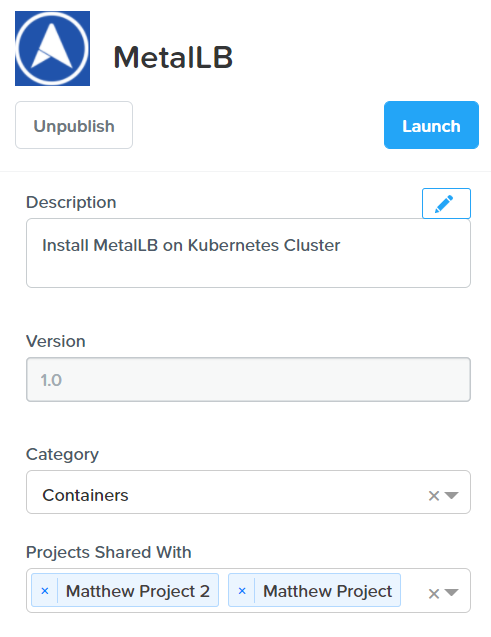 MetalLB
Unpublish
Launch
Description
Install MetalLB on Kubernetes Cluster
Version
1.0
Category
Containers
Projects Shared With
× Matthew Project 2 × Matthew Project